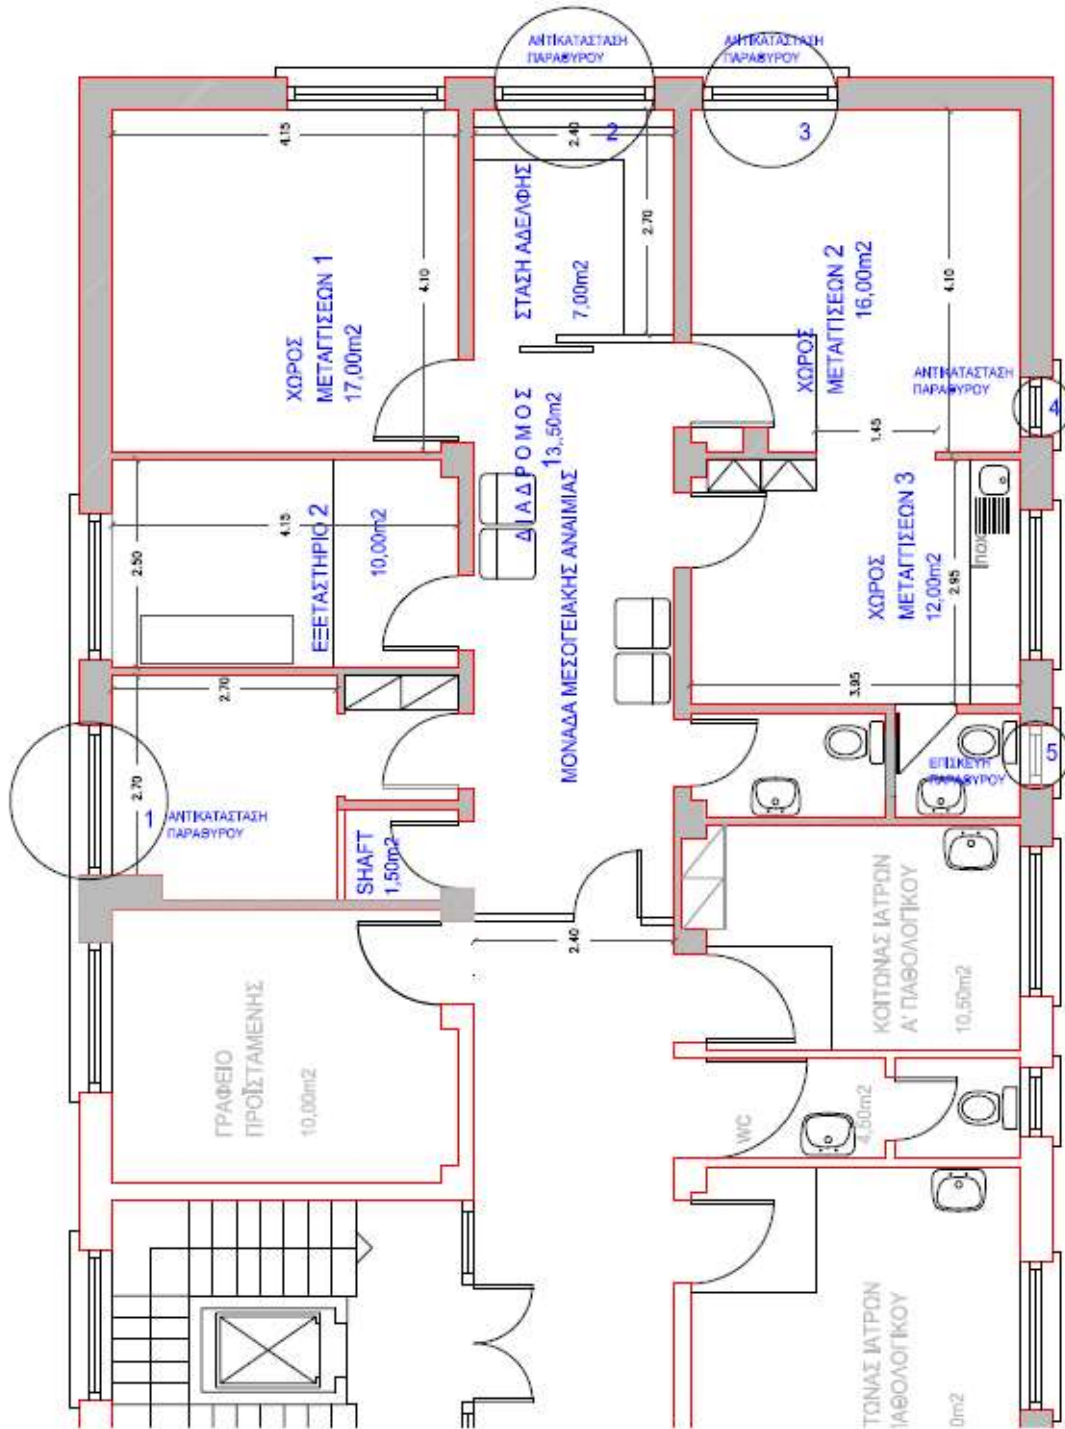 ΑΝΤΙΚΑΤΑΣΤΑΣΗ
ΠΑΡΑΘΥΡΟΥ
ΑΝΤΙΚΑΤΑΣΤΑΣΗ
ΠΑΡΑΘΥΡΟΥ
4.15
2.40
2
3
ΣΤΑΣΗ ΑΔΕΛΦΗΣ
7,00m2
2.70
4.10
4.10
ΧΩΡΟΣ
ΜΕΤΑΓΓΙΣΕΩΝ 1
17,00m2
ΧΩΡΟΣ
ΜΕΤΑΓΓΙΣΕΩΝ 2
16,00m2
ΑΝΤΙΚΑΤΑΣΤΑΣΗ
ΠΑΡΑΘΥΡΟΥ
4
1.45
ΔΙΑΔΡΟΜΟΣ
13,50m2
ΜΟΝΑΔΑ ΜΕΣΟΓΕΙΑΚΗΣ ΑΝΑΙΜΙΑΣ
4.15
2.50
ΕΞΕΤΑΣΤΗΡΙΟ 2
10,00m2
ΧΩΡΟΣ
ΜΕΤΑΓΓΙΣΕΩΝ 3
12,00m2
2.95
3.95
2.70
2.70
1
ΑΝΤΙΚΑΤΑΣΤΑΣΗ
ΠΑΡΑΘΥΡΟΥ
5
ΕΠΙΣΚΕΥΗ
ΠΑΡΑΘΥΡΟΥ
SHAFT
1,50m2
2.40
ΚΟΙΤΩΝΑΣ ΙΑΤΡΩΝ
Α' ΠΑΘΟΛΟΓΙΚΟΥ
10,50m2
ΓΡΑΦΕΙΟ
ΠΡΟΪΣΤΑΜΕΝΗΣ
10,00m2
WC
4,50m2
ΤΩΝΑΣ ΙΑΤΡΩΝ
ΙΑΘΟΛΟΓΙΚΟΥ
0m2